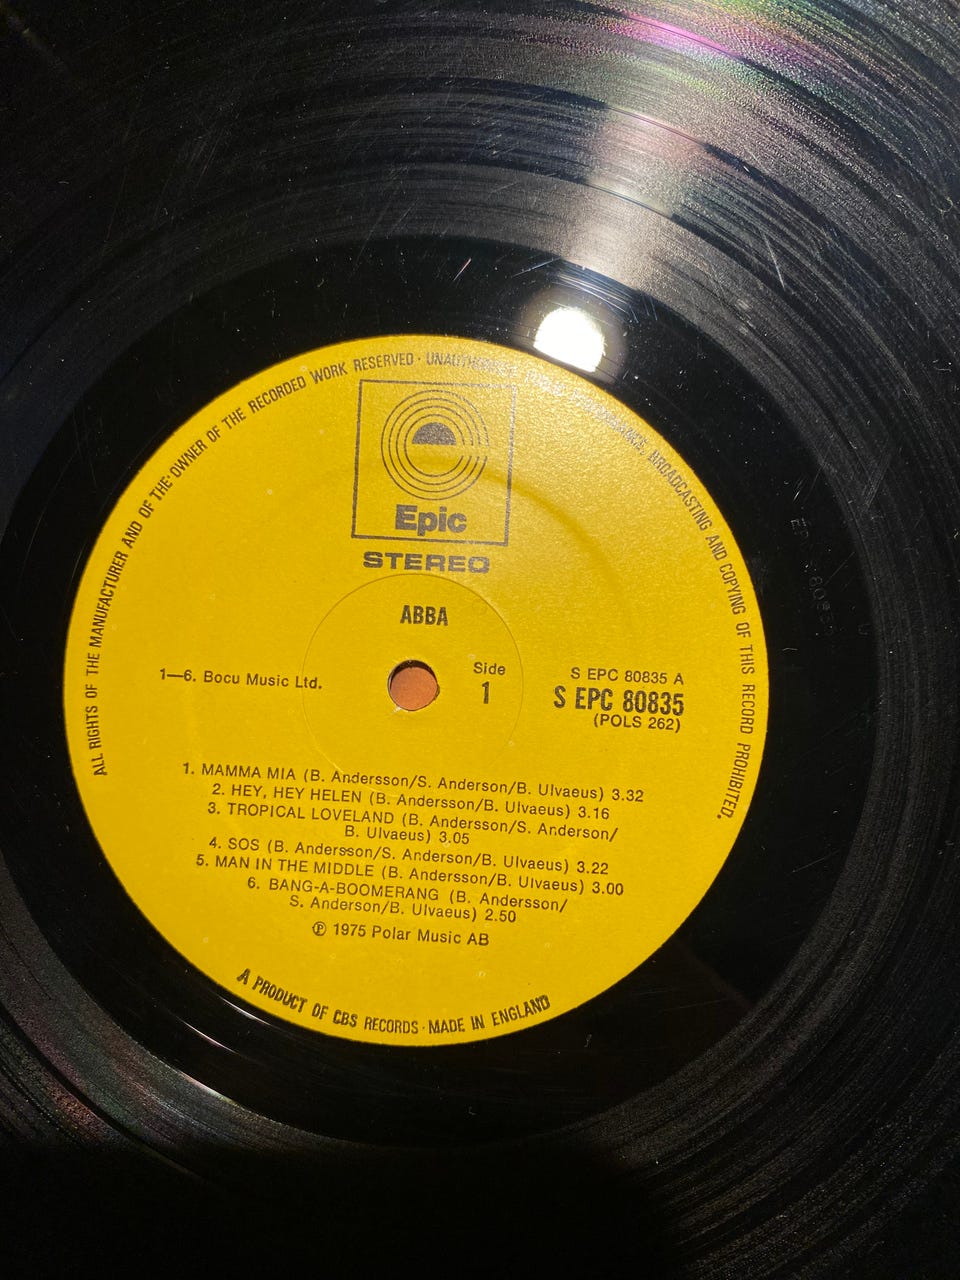 ALL RIGHTS OF THE MANUFACTURER AND OF THE OWNER OF THE RECORDED WORK RESERVED · BROADCASTING AND COPYING OF THIS RECORD PROHIBITED.
Epic
STEREO
ABBA
1—6. Bocu Music Ltd.
Side
1
S EPC 80835 A
S EPC 80835
(POLS 262)
1. MAMMA MIA (B. Andersson/S. Anderson/B. Ulvaeus) 3.32
2. HEY, HEY HELEN (B. Andersson/B. Ulvaeus) 3.16
3. TROPICAL LOVELAND (B. Andersson/S. Anderson/
B. Ulvaeus) 3.05
4. SOS (B. Andersson/S. Anderson/B. Ulvaeus) 3.22
5. MAN IN THE MIDDLE (B. Andersson/B. Ulvaeus) 3.00
6. BANG-A-BOOMERANG (B. Andersson/
S. Anderson/B. Ulvaeus) 2.50
℗ 1975 Polar Music AB
A PRODUCT OF CBS RECORDS · MADE IN ENGLAND